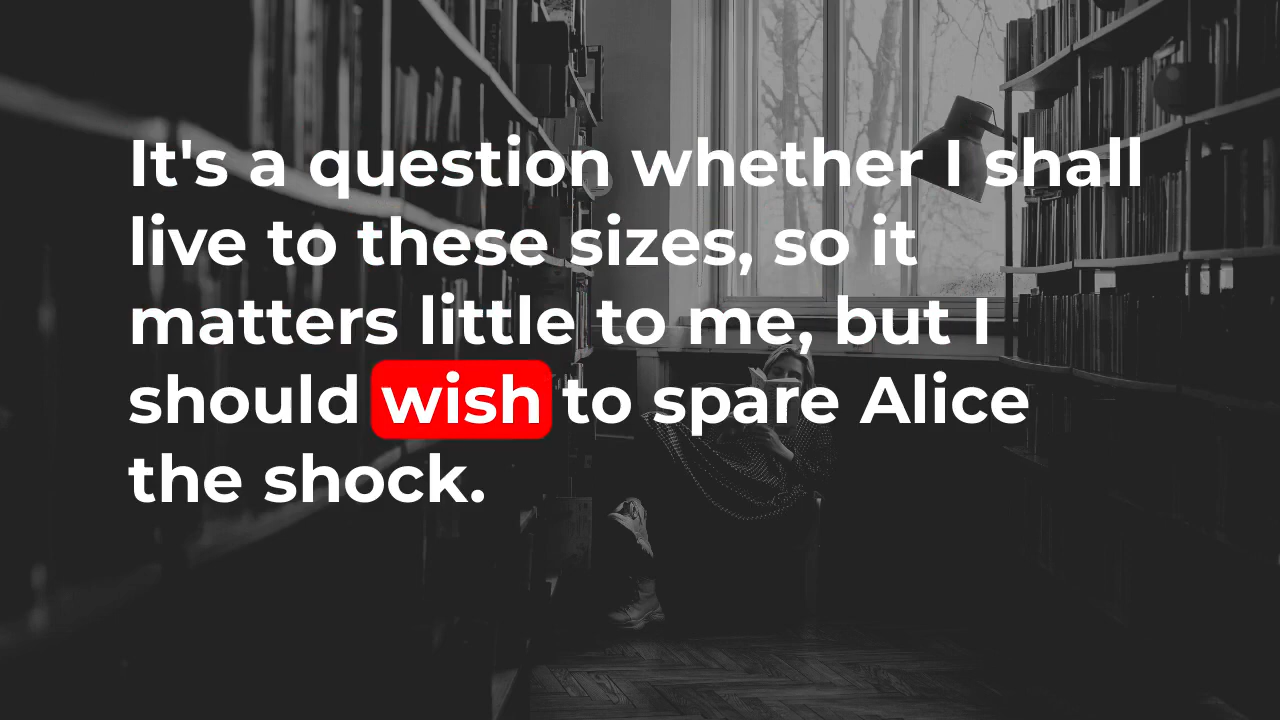 It's a question whether I shall
live to these sizes, so it
matters little to me, but I
should wish to spare Alice
the shock.